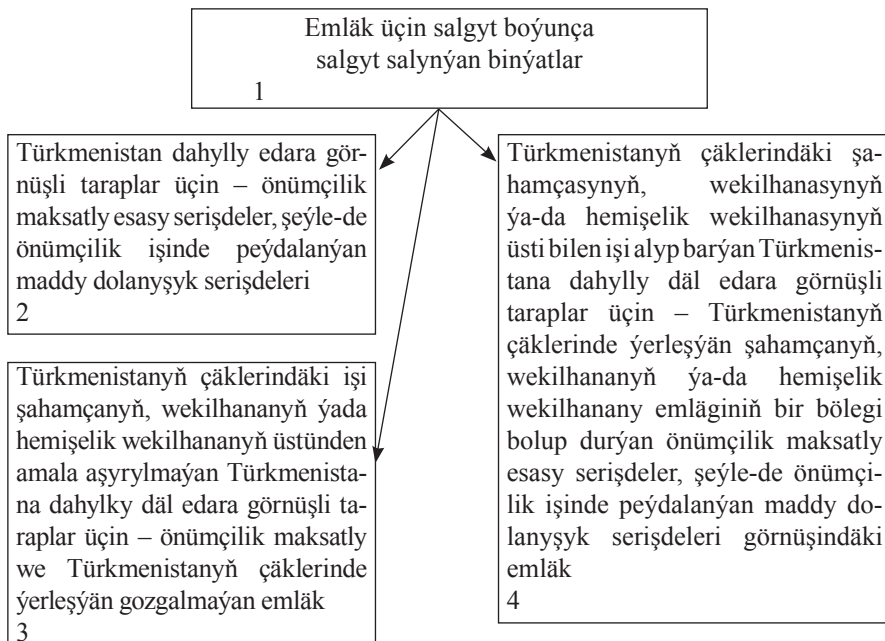 Emläk üçin salgyt boýunça
salgyt salynýan binýatlar
1
Türkmenistan dahylly edara gör-
nüşli taraplar üçin – önümçilik
maksatly esasy serişdeler, şeýle-de
önümçilik işinde peýdalanýan
maddy dolanyşyk serişdeleri
2
Türkmenistanyň çäklerindäki işi
şahamçanyň, wekilhananyň ýada
hemişelik wekilhananyň üstünden
amala aşyrylmaýan Türkmenista-
na dahylky däl edara görnüşli ta-
raplar üçin – önümçilik maksatly
we Türkmenistanyň çäklerinde
ýerleşýän gozgalmaýan emläk
3
Türkmenistanyň çäklerindäki şa-
hamçasynyň, wekilhanasynyň
ýa-da hemişelik wekilhanasynyň
üsti bilen işi alyp barýan Türkmenis-
tana dahylly däl edara görnüşli
taraplar üçin – Türkmenistanyň
çäklerinde ýerleşýän şahamçanyň,
wekilhananyň ýa-da hemişelik
wekilhanany emläginiň bir bölegi
bolup durýan önümçilik maksatly
esasy serişdeler, şeýle-de önümçi-
lik işinde peýdalanýan maddy do-
lanyşyk serişdeleri görnüşindäki
emläk
4